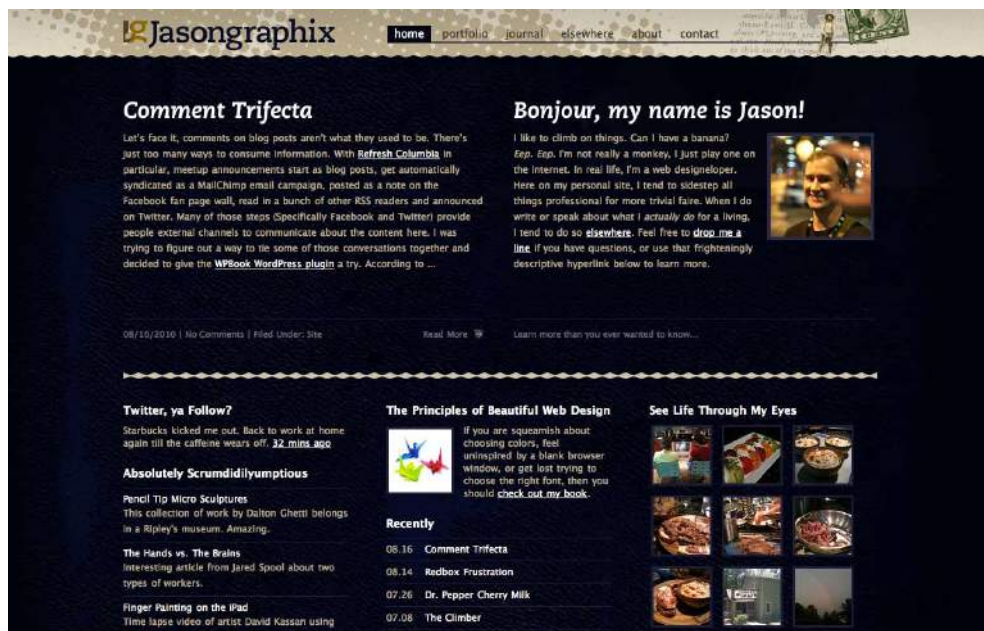 Jasongraphix
home portfolio journal elsewhere about contact
Comment Trifecta
Let's face it, comments on blog posts aren't what they used to be. There's
just too many ways to consume information. With Refresh Columbia in
particular, meetup announcements start as blog posts, get automatically
syndicated as a MailChimp email campaign, posted as a note on the
Facebook fan page wall, read in a bunch of other RSS readers and announced
on Twitter. Many of those steps (Specifically Facebook and Twitter) provide
people external channels to communicate about the content here. I was
trying to figure out a way to tie some of those conversations together and
decided to give the WPBook WordPress plugin a try. According to ...
08/16/2010 | No Comments | Filed Under: Site
Read More
Bonjour, my name is Jason!
I like to climb on things. Can I have a banana?
Eep. Eep. I'm not really a monkey, I just play one on
the internet. In real life, I'm a web designeloper.
Here on my personal site, I tend to sidestep all
things professional for more trivial faire. When I do
write or speak about what I actually do for a living,
I tend to do so elsewhere. Feel free to drop me a
line if you have questions, or use that frighteningly
descriptive hyperlink below to learn more.
Learn more than you ever wanted to know...
Twitter, ya Follow?
Starbucks kicked me out. Back to work at home
again till the caffeine wears off. 32 mins ago
Absolutely Scrumdidilyumptious
Pencil Tip Micro Sculptures
This collection of work by Dalton Ghetti belongs
in a Ripley's museum. Amazing.
The Hands vs. The Brains
Interesting article from Jared Spool about two
types of workers.
Finger Painting on the iPad
Time lapse video of artist David Kassan using
The Principles of Beautiful Web Design
If you are squeamish about
choosing colors, feel
uninspired by a blank browser
window, or get lost trying to
choose the right font, then you
should check out my book.
Recently
08.16 Comment Trifecta
08.14 Redbox Frustration
07.26 Dr. Pepper Cherry Milk
07.08 The Climber
See Life Through My Eyes